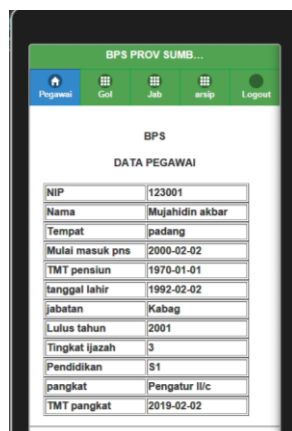 BPS PROV SUMB...
Pegawai Gol Jab arsip Logout
BPS
DATA PEGAWAI
NIP 123001
Nama Mujahidin akbar
Tempat padang
Mulai masuk pns 2000-02-02
TMT pensiun 1970-01-01
tanggal lahir 1992-02-02
jabatan Kabag
Lulus tahun 2001
Tingkat ijazah 3
Pendidikan S1
pangkat Pengatur II/c
TMT pangkat 2019-02-02